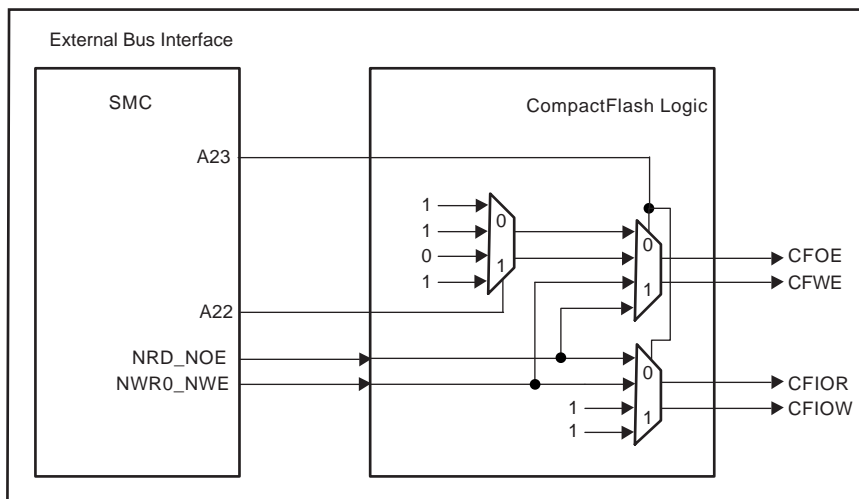 External Bus Interface
SMC
CompactFlash Logic
A23
1
1
0
1
0
1
0
1
CFOE
CFWE
A22
NRD_NOE
NWR0_NWE
1
1
0
1
CFIOR
CFIOW